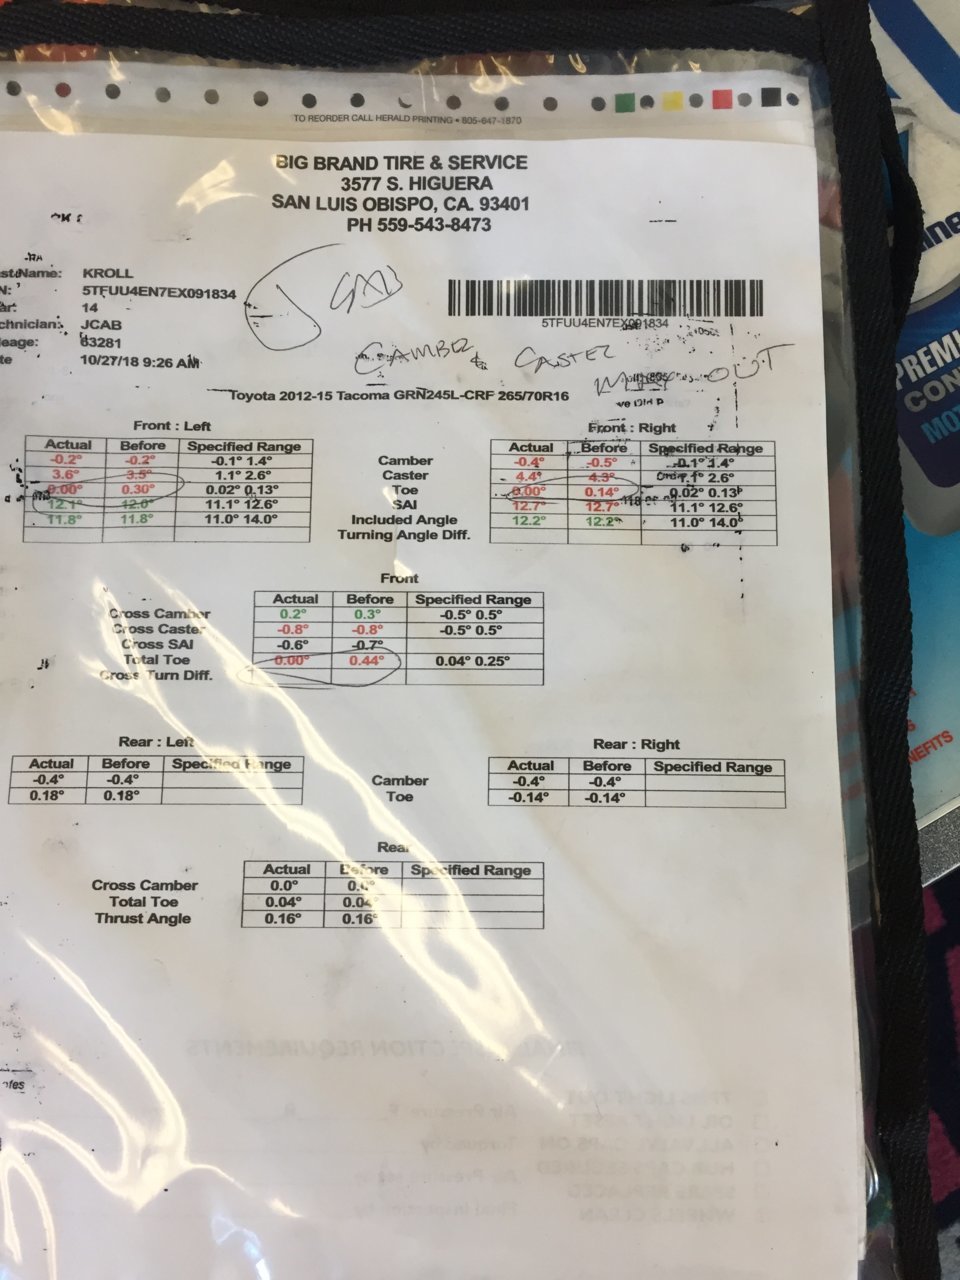 TO REORDER CALL HERALD PRINTING • 805-647-1870
BIG BRAND TIRE & SERVICE
3577 S. HIGUERA
SAN LUIS OBISPO, CA. 93401
PH 559-543-8473
Name: KROLL
N: 5TFUU4EN7EX091834
ar: 14
chnician: JCAB
eage: 63281
te 10/27/18 9:26 AM
5TFUU4EN7EX091834
CAMBER & CASTER
OUT
Toyota 2012-15 Tacoma GRN245L-CRF 265/70R16
Front : Left Front : Right
Actual Before Specified Range Actual Before Specified Range
-0.2° -0.2° -0.1° 1.4° Camber -0.4° -0.5° -0.1° 1.4°
3.6° 3.5° 1.1° 2.6° Caster 4.4° 4.3° 1.1° 2.6°
0.00° 0.30° 0.02° 0.13° Toe 0.00° 0.14° 0.02° 0.13°
12.1° 12.0° 11.1° 12.6° SAI 12.7° 12.7° 11.1° 12.6°
11.8° 11.8° 11.0° 14.0° Included Angle 12.2° 12.2° 11.0° 14.0°
Turning Angle Diff.
Front
Actual Before Specified Range
Cross Camber 0.2° 0.3° -0.5° 0.5°
Cross Caster -0.8° -0.8° -0.5° 0.5°
Cross SAI -0.6° -0.7°
Total Toe 0.00° 0.44° 0.04° 0.25°
Cross Turn Diff.
Rear : Left Rear : Right
Actual Before Specified Range Actual Before Specified Range
-0.4° -0.4° Camber -0.4° -0.4°
0.18° 0.18° Toe -0.14° -0.14°
Rear
Actual Before Specified Range
Cross Camber 0.0° 0.0°
Total Toe 0.04° 0.04°
Thrust Angle 0.16° 0.16°
otes
PREMI
CON
MOT
NEFITS